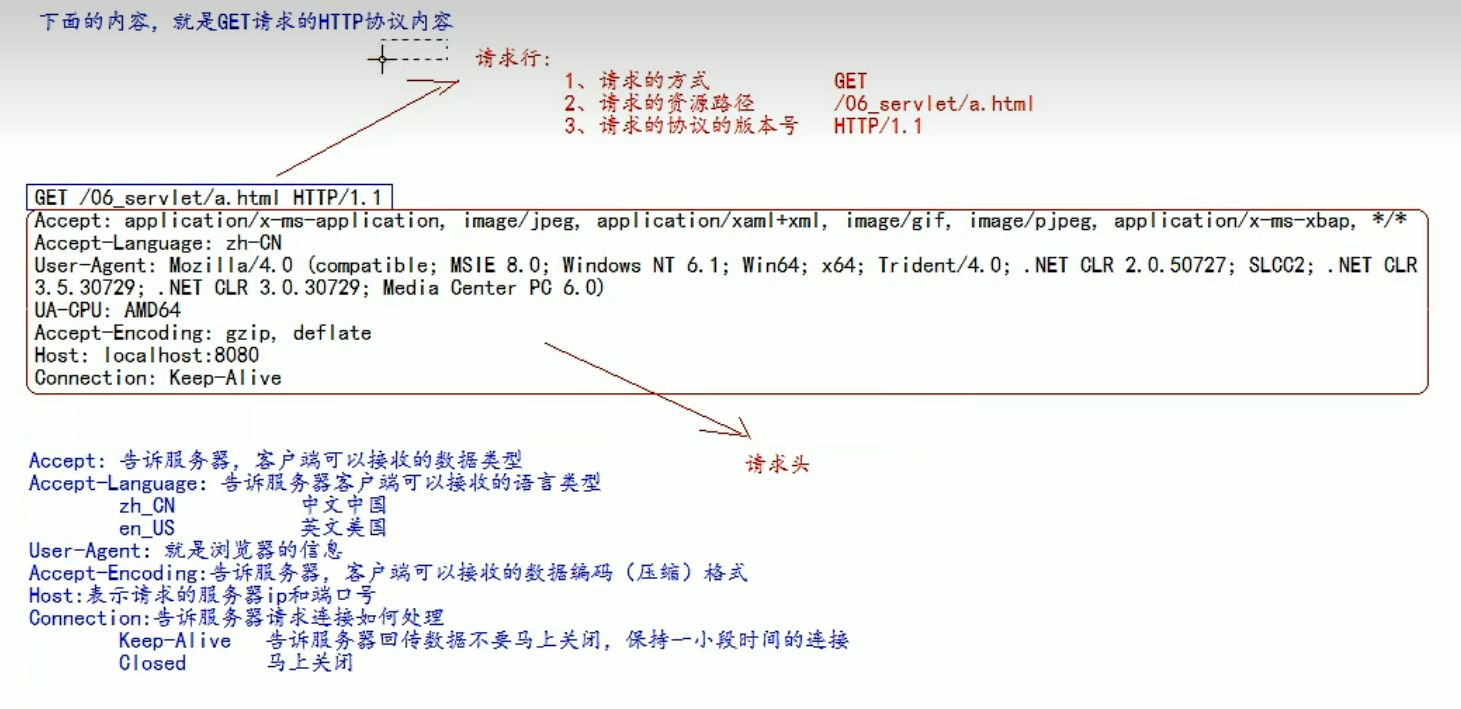 下面的内容，就是GET请求的HTTP协议内容
请求行：
1、请求的方式 GET
2、请求的资源路径 /06_servlet/a.html
3、请求的协议的版本号 HTTP/1.1
GET /06_servlet/a.html HTTP/1.1
Accept: application/x-ms-application, image/jpeg, application/xaml+xml, image/gif, image/pjpeg, application/x-ms-xbap, */*
Accept-Language: zh-CN
User-Agent: Mozilla/4.0 (compatible; MSIE 8.0; Windows NT 6.1; Win64; x64; Trident/4.0; .NET CLR 2.0.50727; SLCC2; .NET CLR
3.5.30729; .NET CLR 3.0.30729; Media Center PC 6.0)
UA-CPU: AMD64
Accept-Encoding: gzip, deflate
Host: localhost:8080
Connection: Keep-Alive
请求头
Accept: 告诉服务器，客户端可以接收的数据类型
Accept-Language: 告诉服务器客户端可以接收的语言类型
zh_CN 中文中国
en_US 英文美国
User-Agent: 就是浏览器的信息
Accept-Encoding:告诉服务器，客户端可以接收的数据编码（压缩）格式
Host:表示请求的服务器ip和端口号
Connection:告诉服务器请求连接如何处理
Keep-Alive 告诉服务器回传数据不要马上关闭，保持一小段时间的连接
Closed 马上关闭